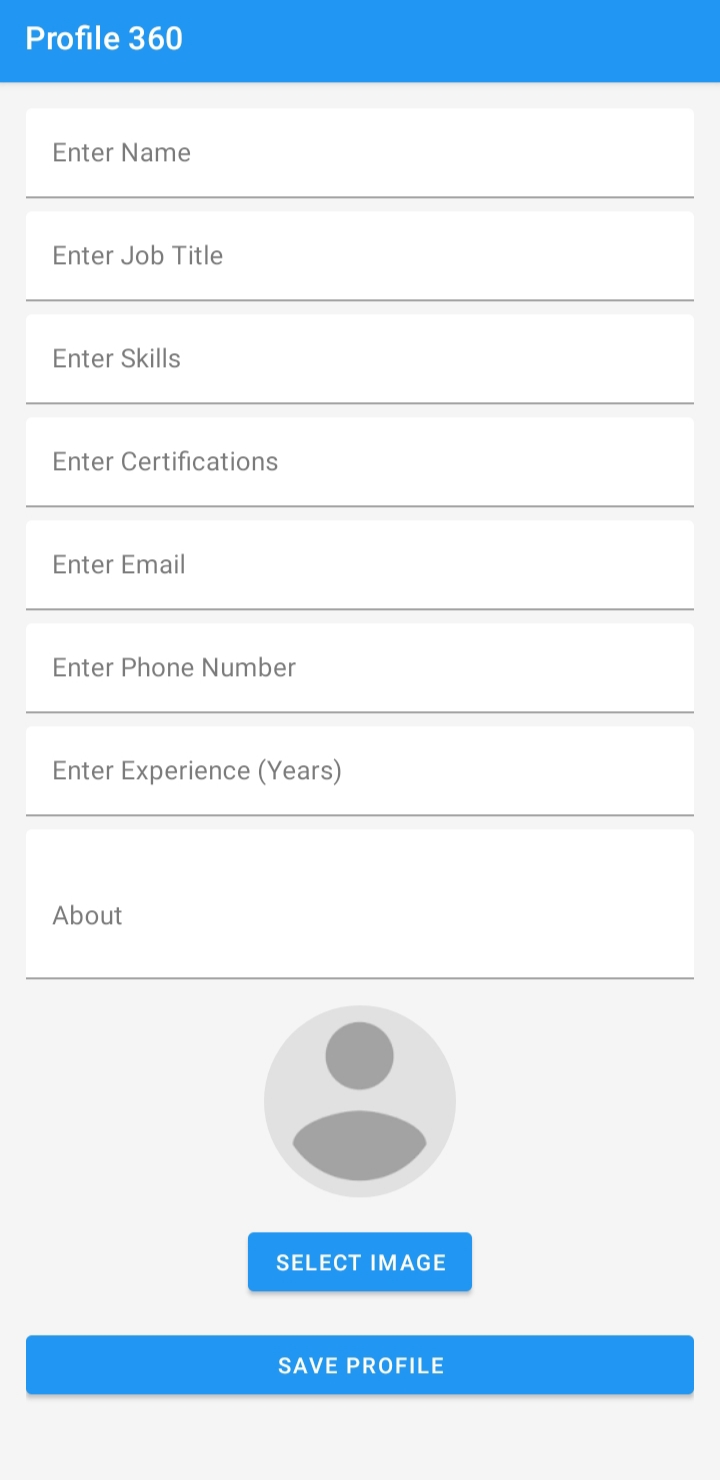 Profile 360
Enter Name
Enter Job Title
Enter Skills
Enter Certifications
Enter Email
Enter Phone Number
Enter Experience (Years)
About
SELECT IMAGE
SAVE PROFILE